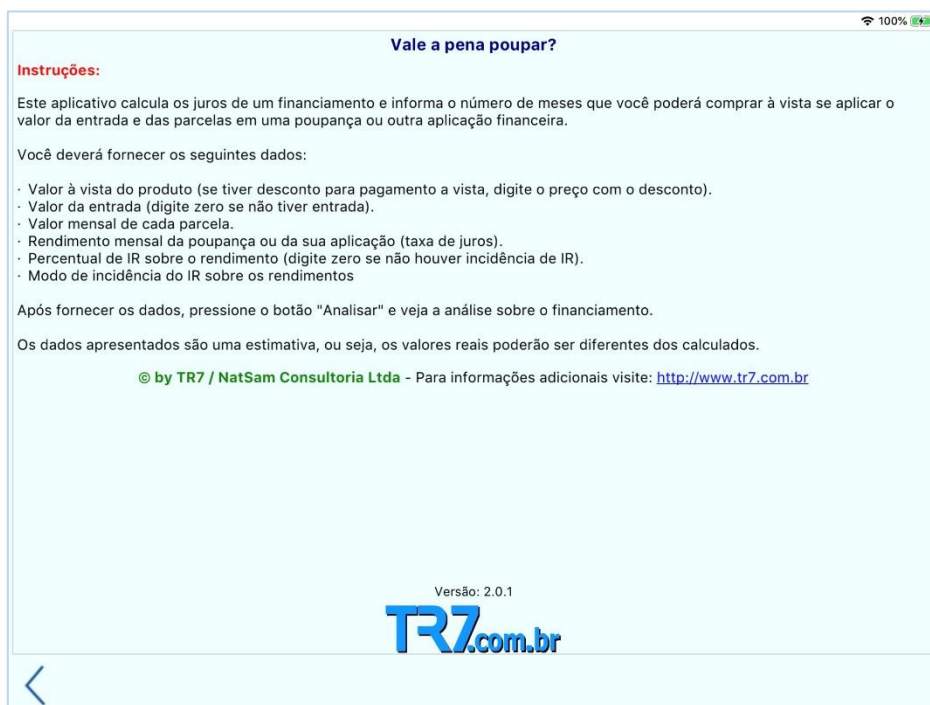 100%
Vale a pena poupar?
Instruções:
Este aplicativo calcula os juros de um financiamento e informa o número de meses que você poderá comprar à vista se aplicar o
valor da entrada e das parcelas em uma poupança ou outra aplicação financeira.
Você deverá fornecer os seguintes dados:
· Valor à vista do produto (se tiver desconto para pagamento a vista, digite o preço com o desconto).
· Valor da entrada (digite zero se não tiver entrada).
· Valor mensal de cada parcela.
· Rendimento mensal da poupança ou da sua aplicação (taxa de juros).
· Percentual de IR sobre o rendimento (digite zero se não houver incidência de IR).
· Modo de incidência do IR sobre os rendimentos
Após fornecer os dados, pressione o botão "Analisar" e veja a análise sobre o financiamento.
Os dados apresentados são uma estimativa, ou seja, os valores reais poderão ser diferentes dos calculados.
© by TR7 / NatSam Consultoria Ltda - Para informações adicionais visite: http://www.tr7.com.br
Versão: 2.0.1
TR7.com.br